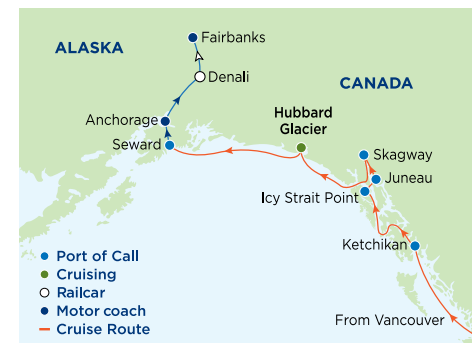 Fairbanks
ALASKA
Denali
CANADA
Hubbard
Glacier
Anchorage
Seward
Skagway
Juneau
Icy Strait Point
Ketchikan
Port of Call
Cruising
Railcar
Motor coach
Cruise Route
From Vancouver